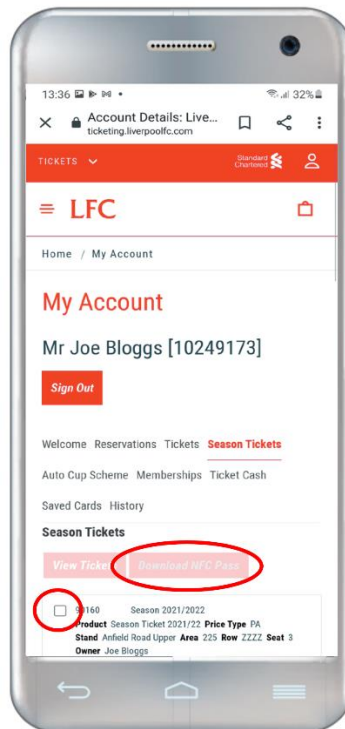 13:36 32%
Account Details: Live...
ticketing.liverpoolfc.com
TICKETS Standard Chartered
LFC
Home / My Account
My Account
Mr Joe Bloggs [10249173]
Sign Out
Welcome Reservations Tickets Season Tickets
Auto Cup Scheme Memberships Ticket Cash
Saved Cards History
Season Tickets
View Ticket Download NFC Pass
Season 2021/2022
Product Season Ticket 2021/22 Price Type PA
Stand Anfield Road Upper Area 225 Row ZZZZ Seat 3
Owner Joe Bloggs